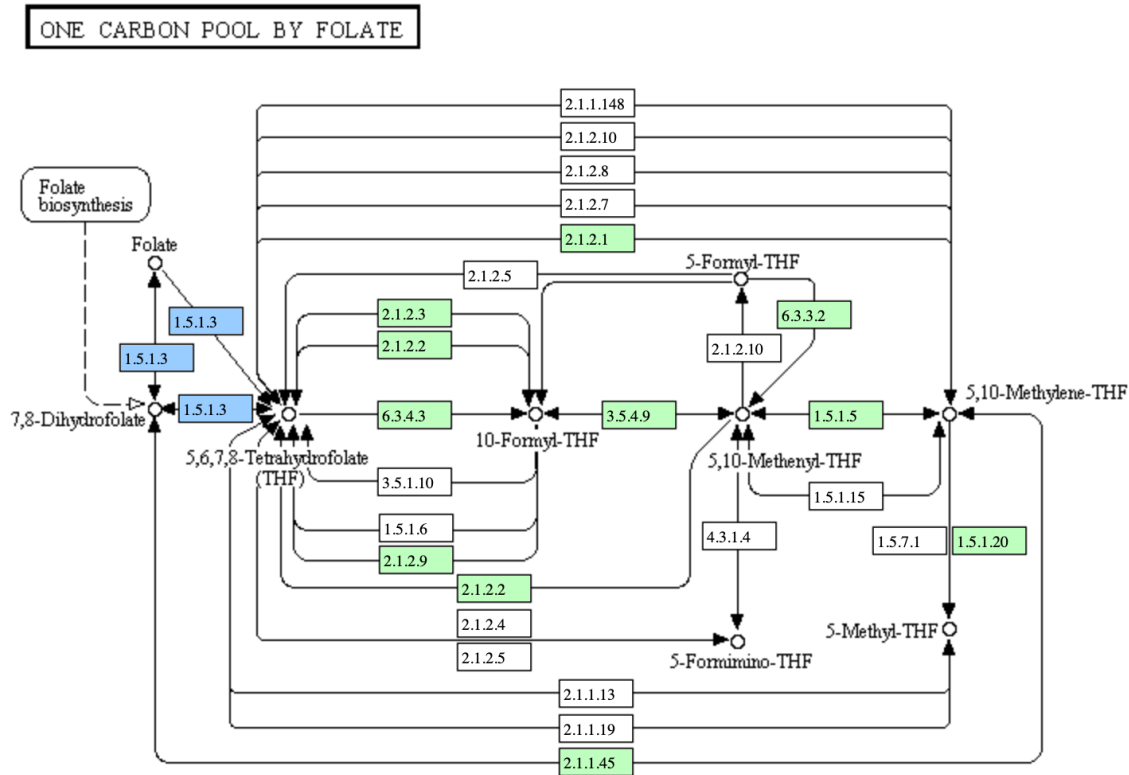 ONE CARBON POOL BY FOLATE
2.1.1.148
2.1.2.10
2.1.2.8
2.1.2.7
2.1.2.1
Folate
biosynthesis
Folate
2.1.2.5
5-Formyl-THF
1.5.1.3
2.1.2.3
6.3.3.2
2.1.2.2
2.1.2.10
1.5.1.3
7,8-Dihydrofolate
1.5.1.3
6.3.4.3
3.5.4.9
1.5.1.5
5,10-Methylene-THF
10-Formyl-THF
5,6,7,8-Tetrahydrofolate
(THF)
5,10-Methenyl-THF
3.5.1.10
1.5.1.15
1.5.1.6
4.3.1.4
1.5.7.1
1.5.1.20
2.1.2.9
2.1.2.2
2.1.2.4
2.1.2.5
5-Formimino-THF
5-Methyl-THF
2.1.1.13
2.1.1.19
2.1.1.45